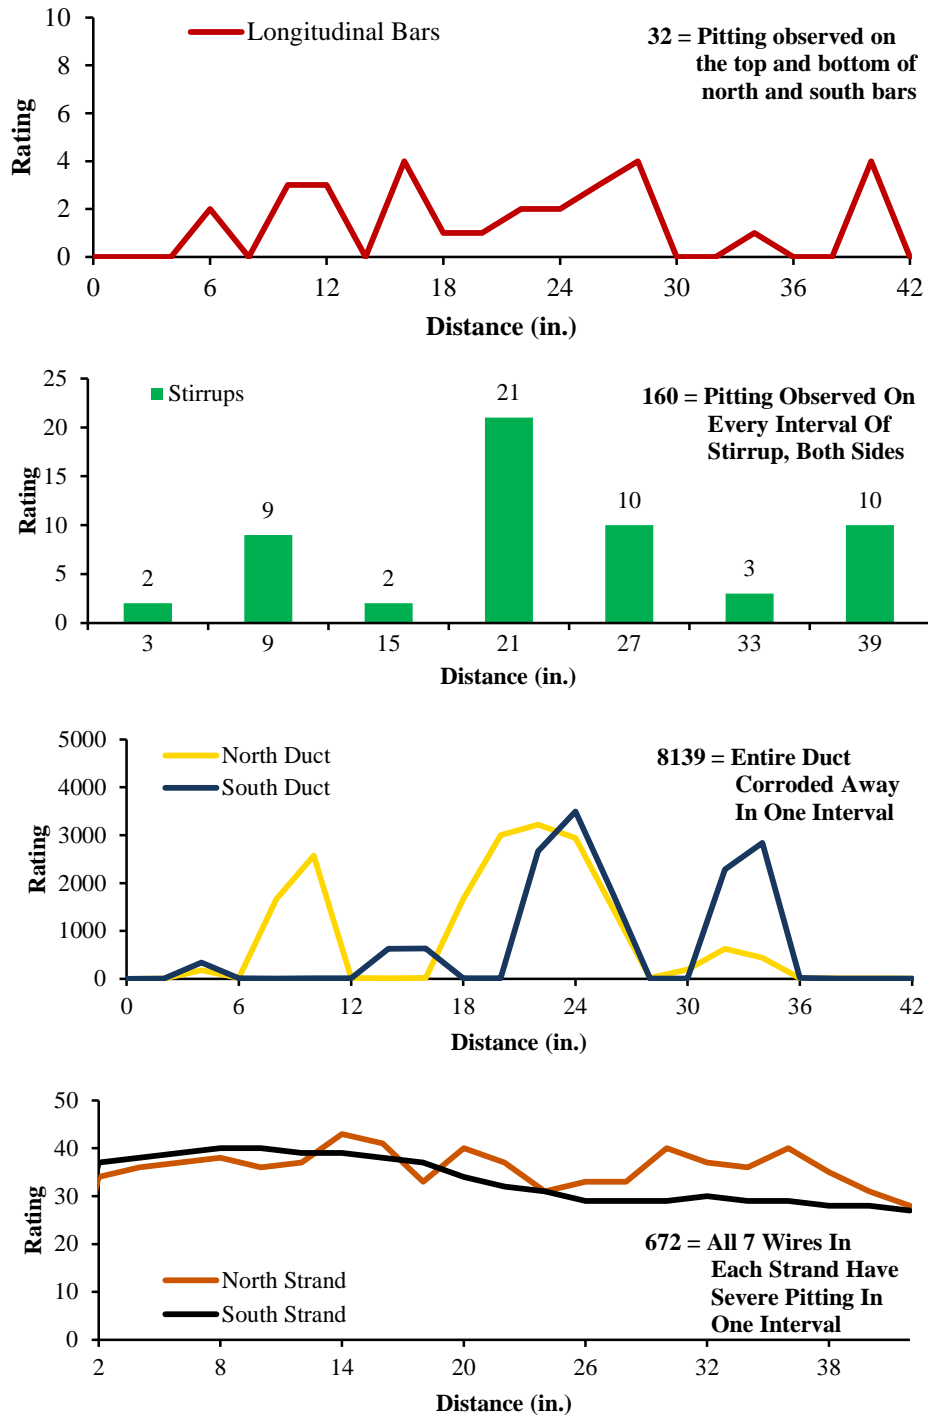 10
8
6
4
2
0
Rating
Longitudinal Bars
32 = Pitting observed on
the top and bottom of
north and south bars
0 6 12 18 24 30 36 42
Distance (in.)
25
20
15
10
5
0
Rating
Stirrups
160 = Pitting Observed On
Every Interval Of
Stirrup, Both Sides
2 9 2 21 10 3 10
3 9 15 21 27 33 39
Distance (in.)
5000
4000
3000
2000
1000
0
Rating
North Duct
South Duct
8139 = Entire Duct
Corroded Away
In One Interval
0 6 12 18 24 30 36 42
Distance (in.)
50
40
30
20
10
0
Rating
North Strand
South Strand
672 = All 7 Wires In
Each Strand Have
Severe Pitting In
One Interval
2 8 14 20 26 32 38
Distance (in.)